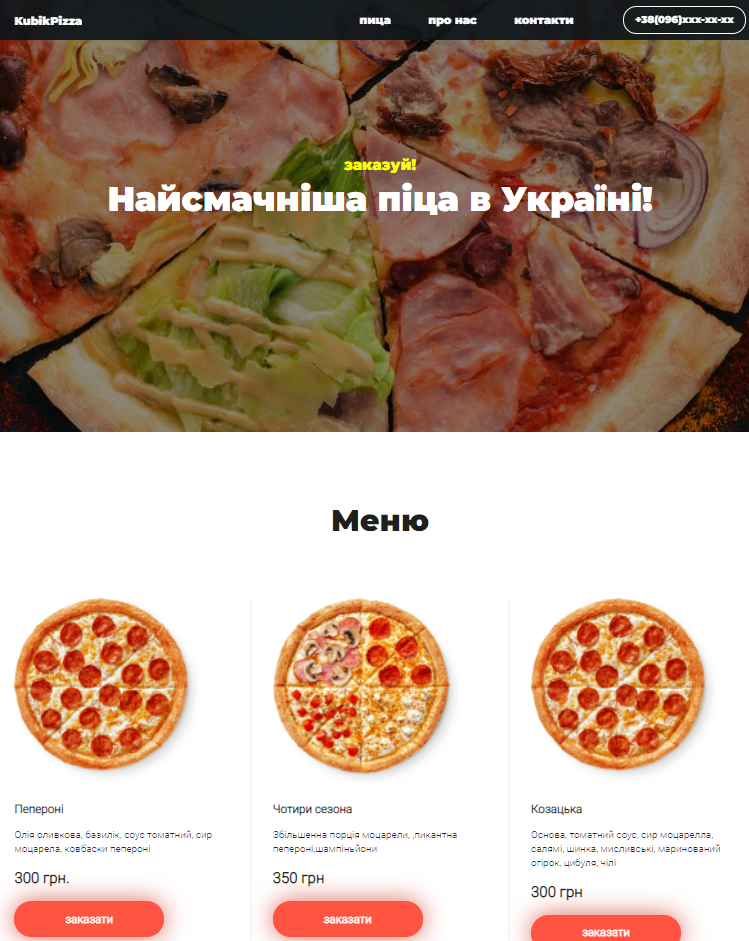 KubikPizza
пица
про нас
контакти
+38(096)xxx-xx-xx
заказуй!
Найсмачніша піца в Україні!
Меню
Пепероні
Олія оливкова, базилік, соус томатний, сир
моцарела, ковбаски пепероні
300 грн.
заказати
Чотири сезона
Збільшенна порція моцарели, ,пикантна
пепероні,шампіньйони
350 грн
заказати
Козацька
Основа, томатний соус, сир моцарелла,
салямі, шинка, мисливські, маринований
огірок, цибуля, чілі
300 грн
заказати